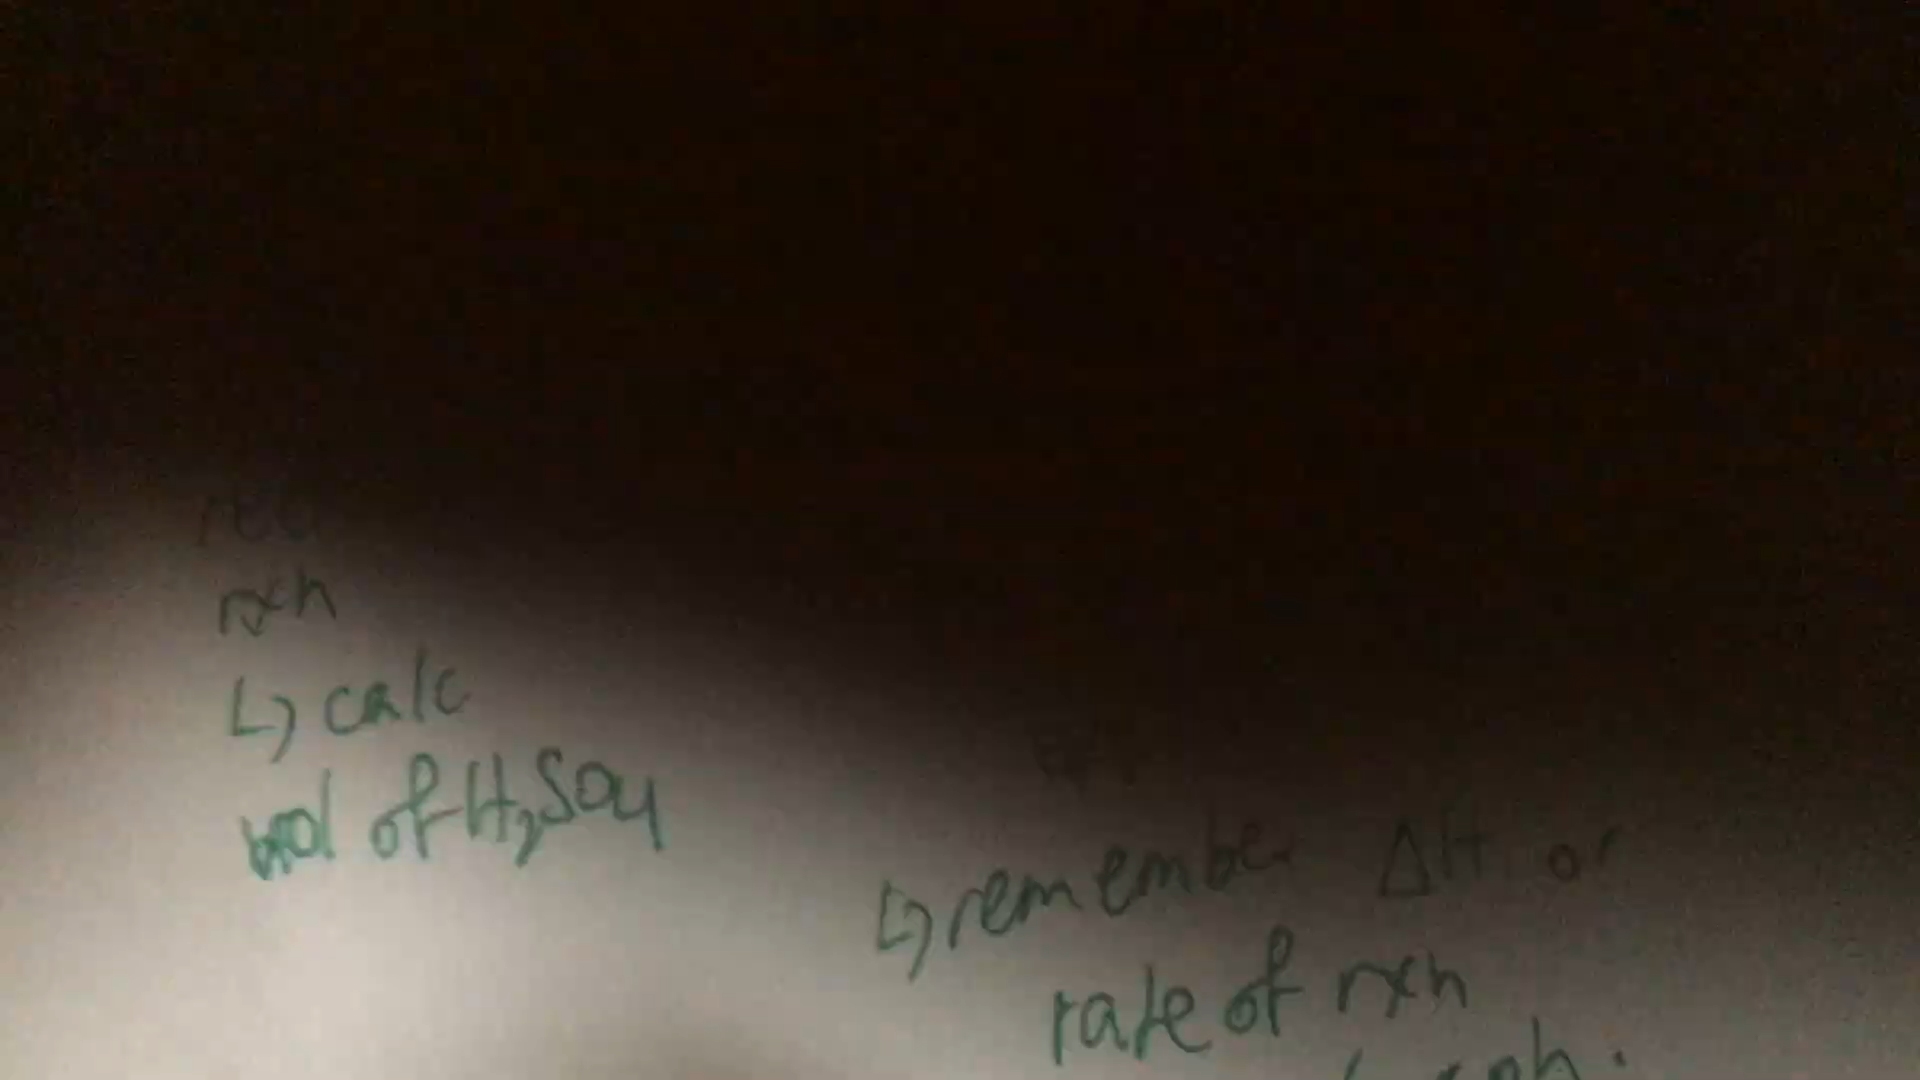 rxn
↳ calc
mol of H₂SO4
↳ remember ΔH or
rate of rxn